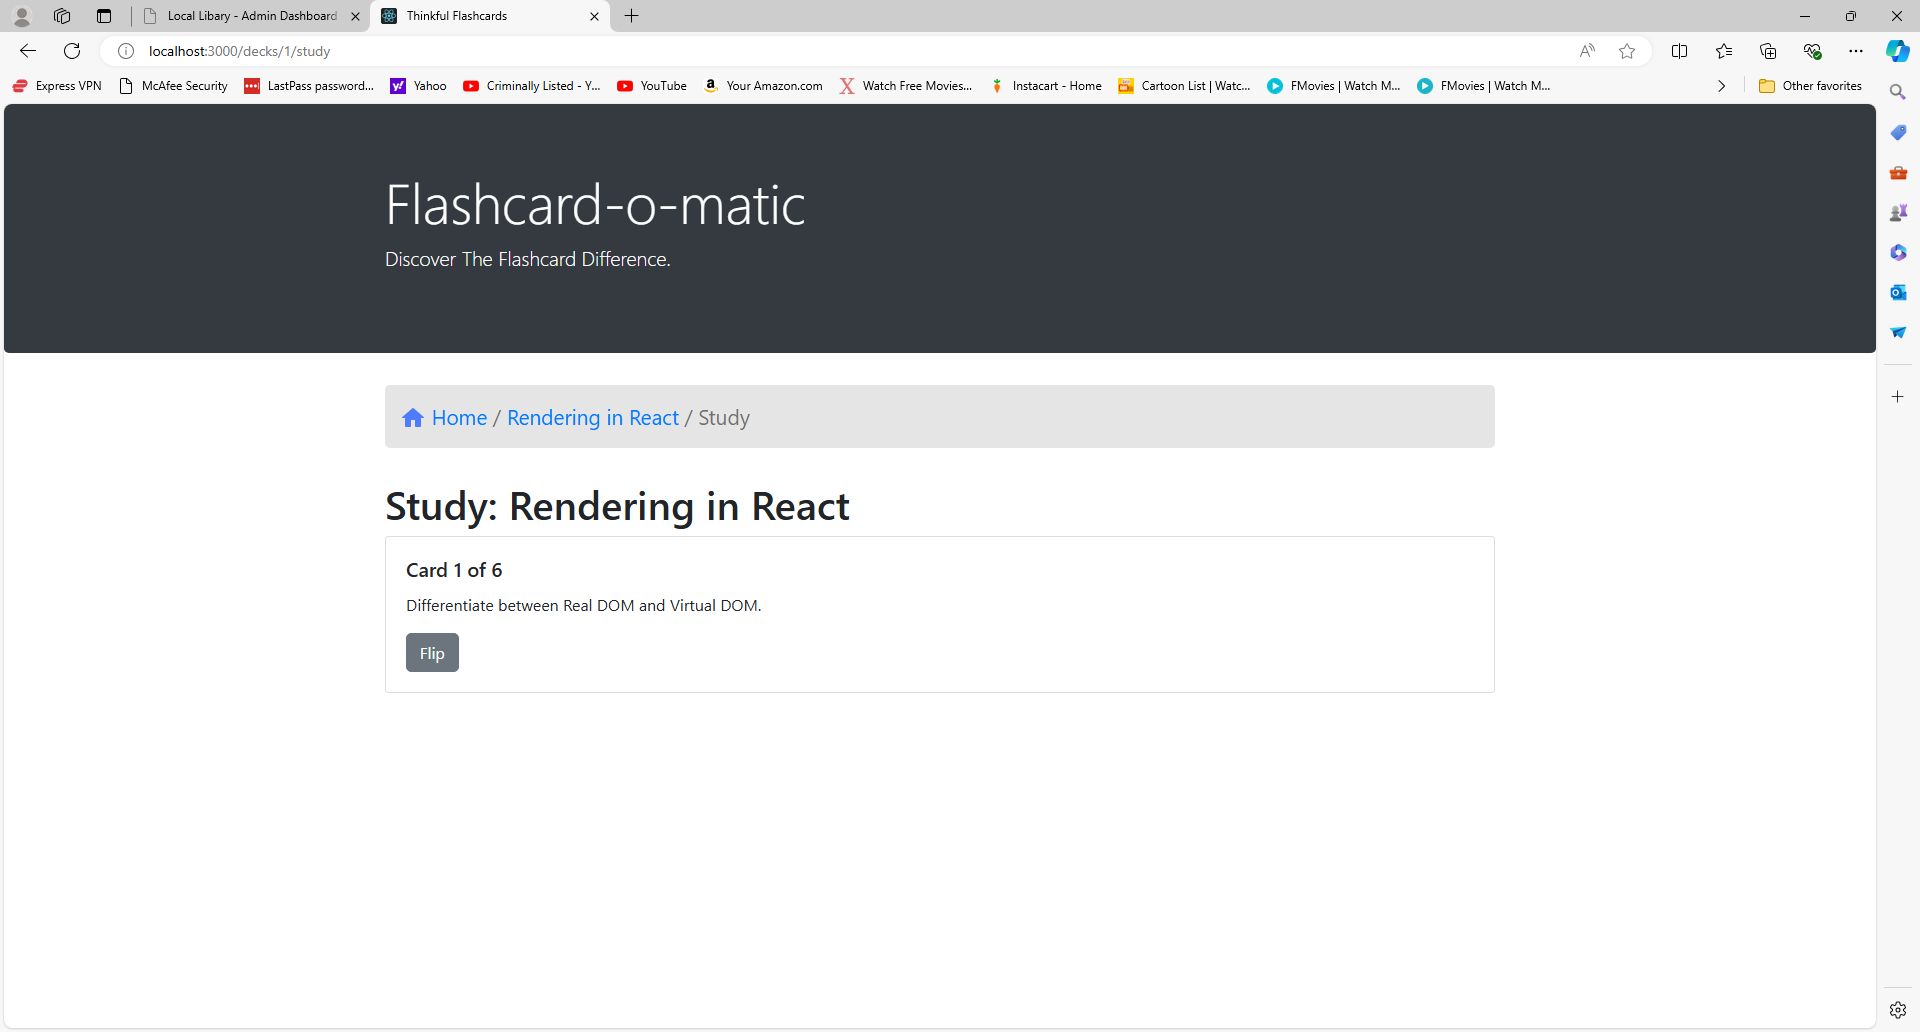 Local Libary - Admin Dashboard
Thinkful Flashcards
localhost:3000/decks/1/study
Express VPN
McAfee Security
LastPass password...
Yahoo
Criminally Listed - Y...
YouTube
Your Amazon.com
Watch Free Movies...
Instacart - Home
Cartoon List | Watc...
FMovies | Watch M...
FMovies | Watch M...
Other favorites
Flashcard-o-matic
Discover The Flashcard Difference.
Home / Rendering in React / Study
Study: Rendering in React
Card 1 of 6
Differentiate between Real DOM and Virtual DOM.
Flip